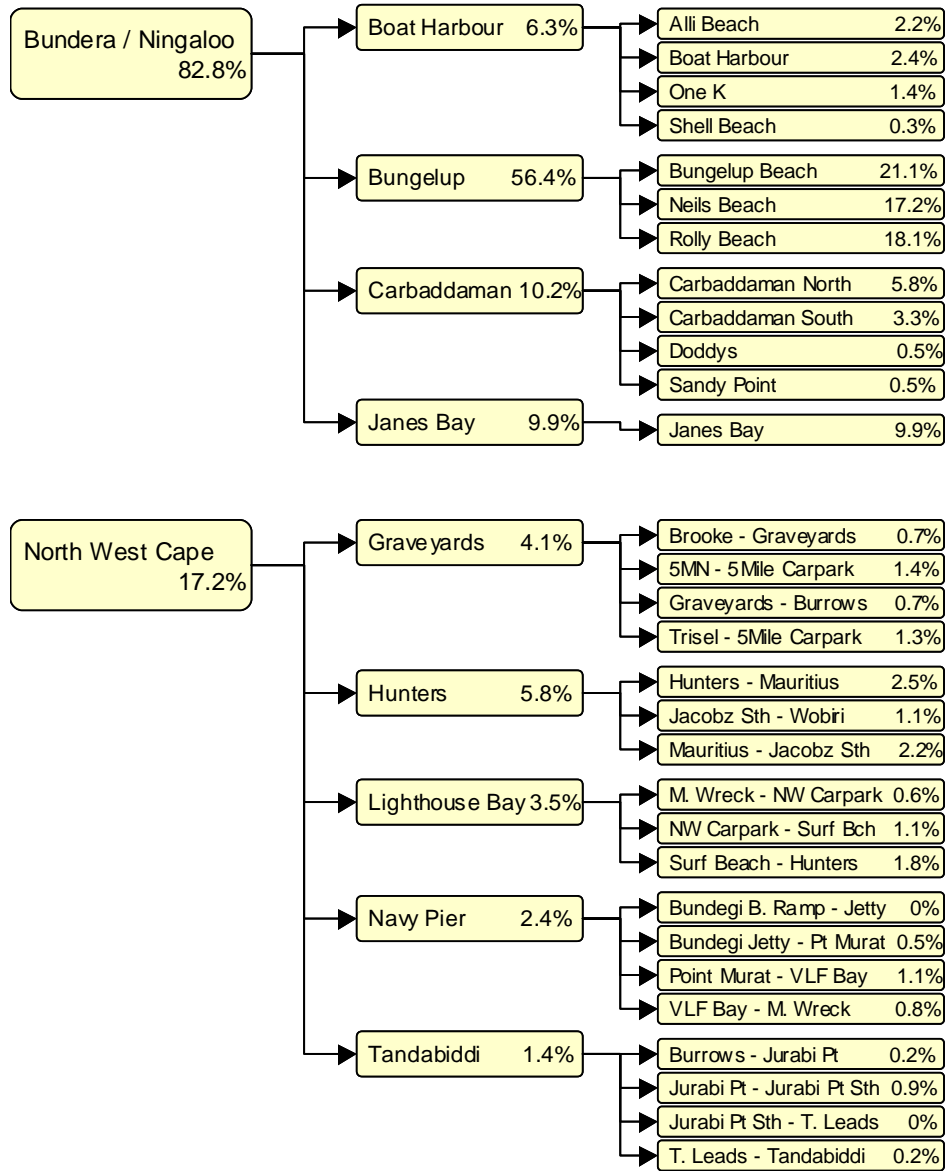 Bundera / Ningaloo
82.8%
Boat Harbour 6.3%
Alli Beach 2.2%
Boat Harbour 2.4%
One K 1.4%
Shell Beach 0.3%
Bungelup 56.4%
Bungelup Beach 21.1%
Neils Beach 17.2%
Rolly Beach 18.1%
Carbaddaman 10.2%
Carbaddaman North 5.8%
Carbaddaman South 3.3%
Doddys 0.5%
Sandy Point 0.5%
Janes Bay 9.9%
Janes Bay 9.9%
North West Cape
17.2%
Graveyards 4.1%
Brooke - Graveyards 0.7%
5MN - 5Mile Carpark 1.4%
Graveyards - Burrows 0.7%
Trisel - 5Mile Carpark 1.3%
Hunters 5.8%
Hunters - Mauritius 2.5%
Jacobz Sth - Wobiri 1.1%
Mauritius - Jacobz Sth 2.2%
Lighthouse Bay 3.5%
M. Wreck - NW Carpark 0.6%
NW Carpark - Surf Bch 1.1%
Surf Beach - Hunters 1.8%
Navy Pier 2.4%
Bundegi B. Ramp - Jetty 0%
Bundegi Jetty - Pt Murat 0.5%
Point Murat - VLF Bay 1.1%
VLF Bay - M. Wreck 0.8%
Tandabiddi 1.4%
Burrows - Jurabi Pt 0.2%
Jurabi Pt - Jurabi Pt Sth 0.9%
Jurabi Pt Sth - T. Leads 0%
T. Leads - Tandabiddi 0.2%